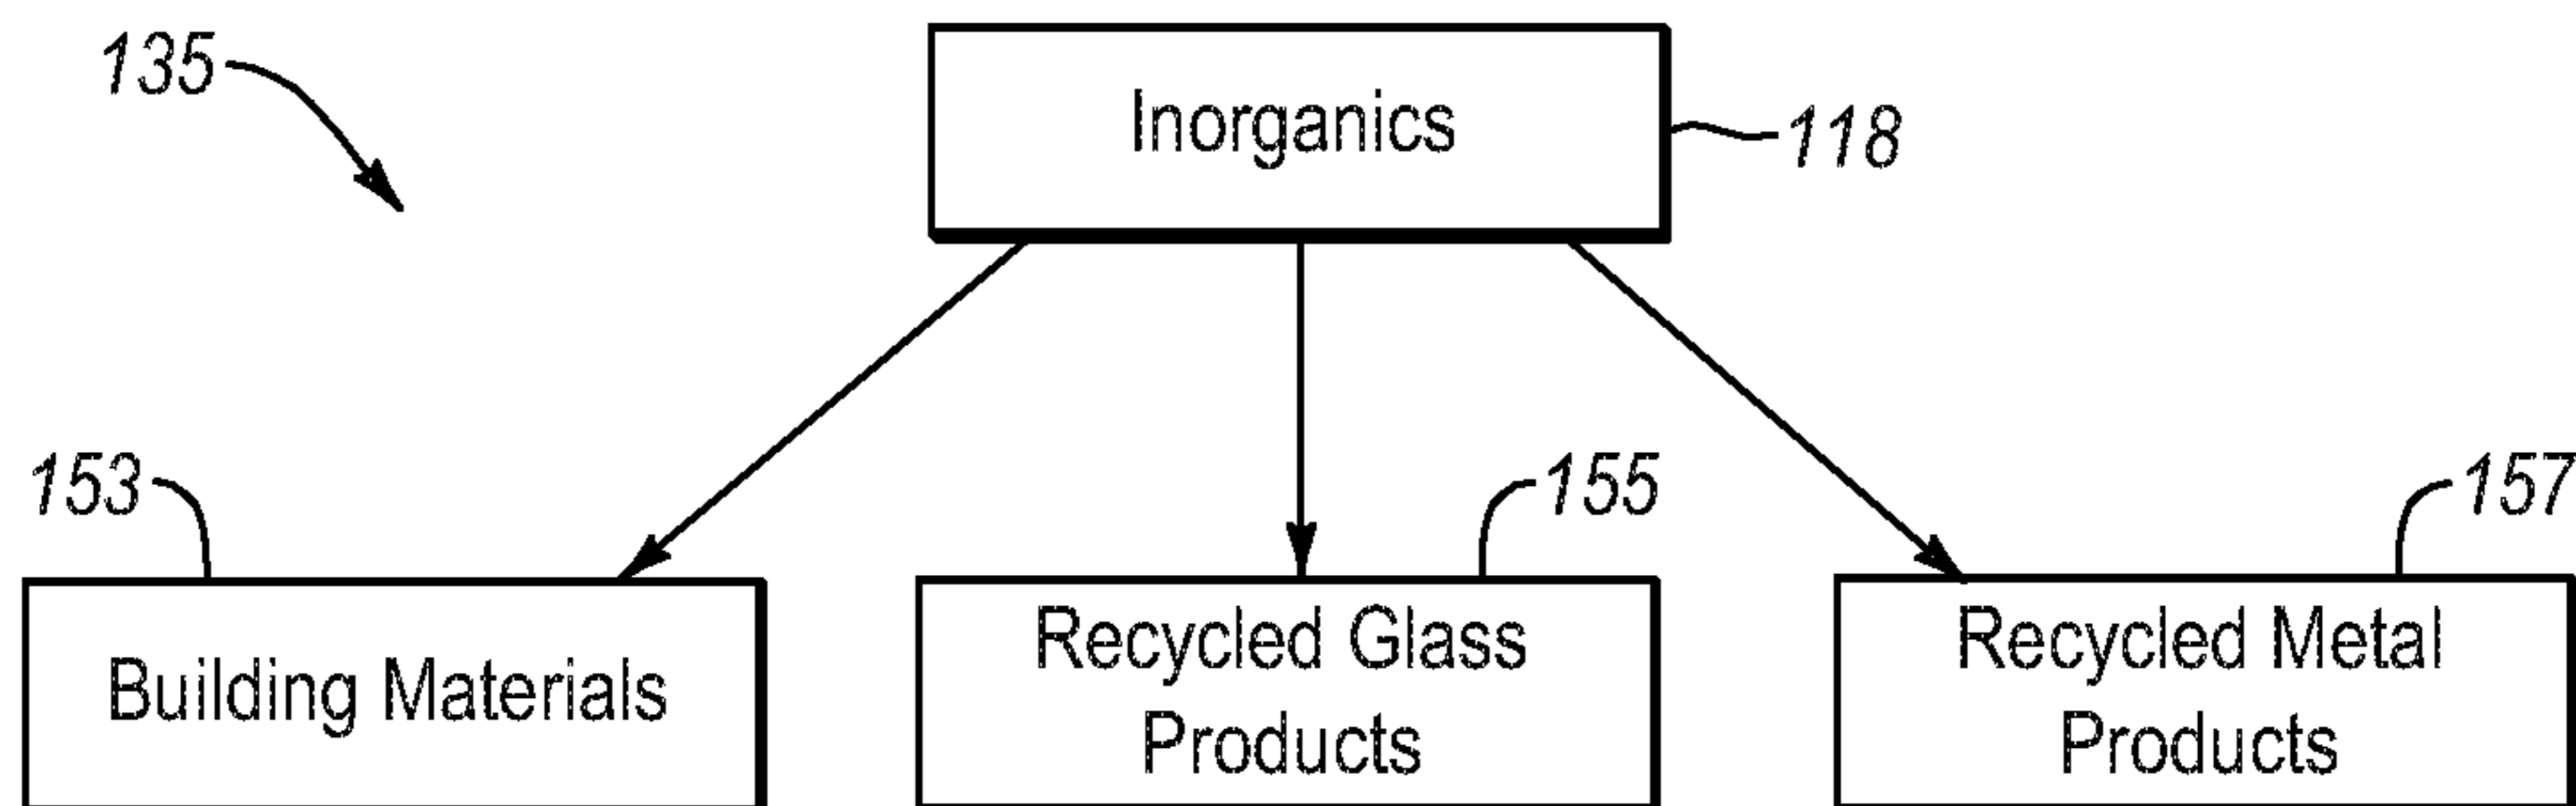 135
Inorganics
118
153
155
157
Building Materials
Recycled Glass
Products
Recycled Metal
Products